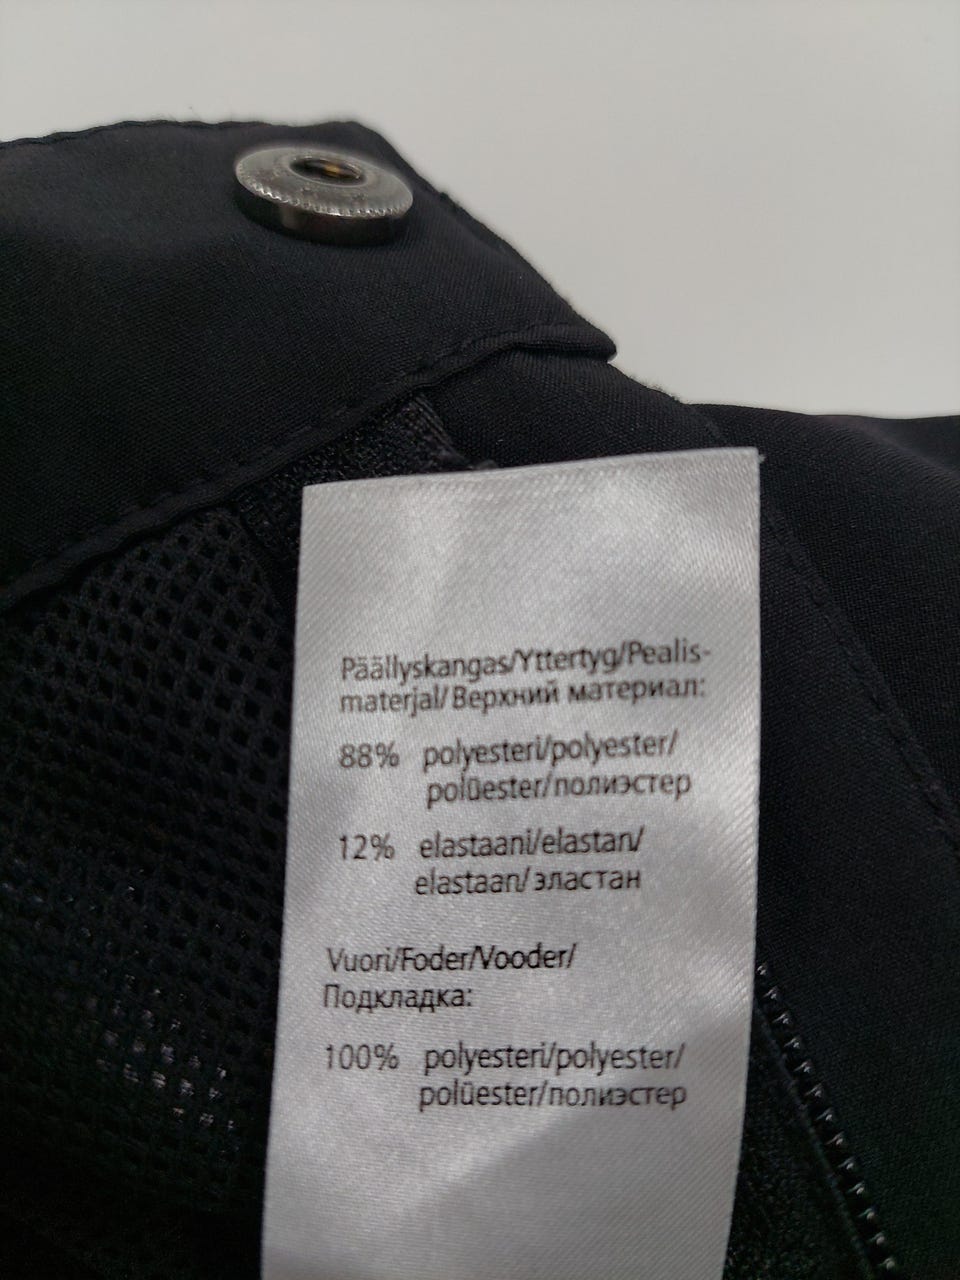 Päällyskangas/Yttertyg/Pealis-
materjal/Верхний материал:
88% polyesteri/polyester/
polüester/полиэстер
12% elastaani/elastan/
elastaan/эластан
Vuori/Foder/Vooder/
Подкладка:
100% polyesteri/polyester/
polüester/полиэстер